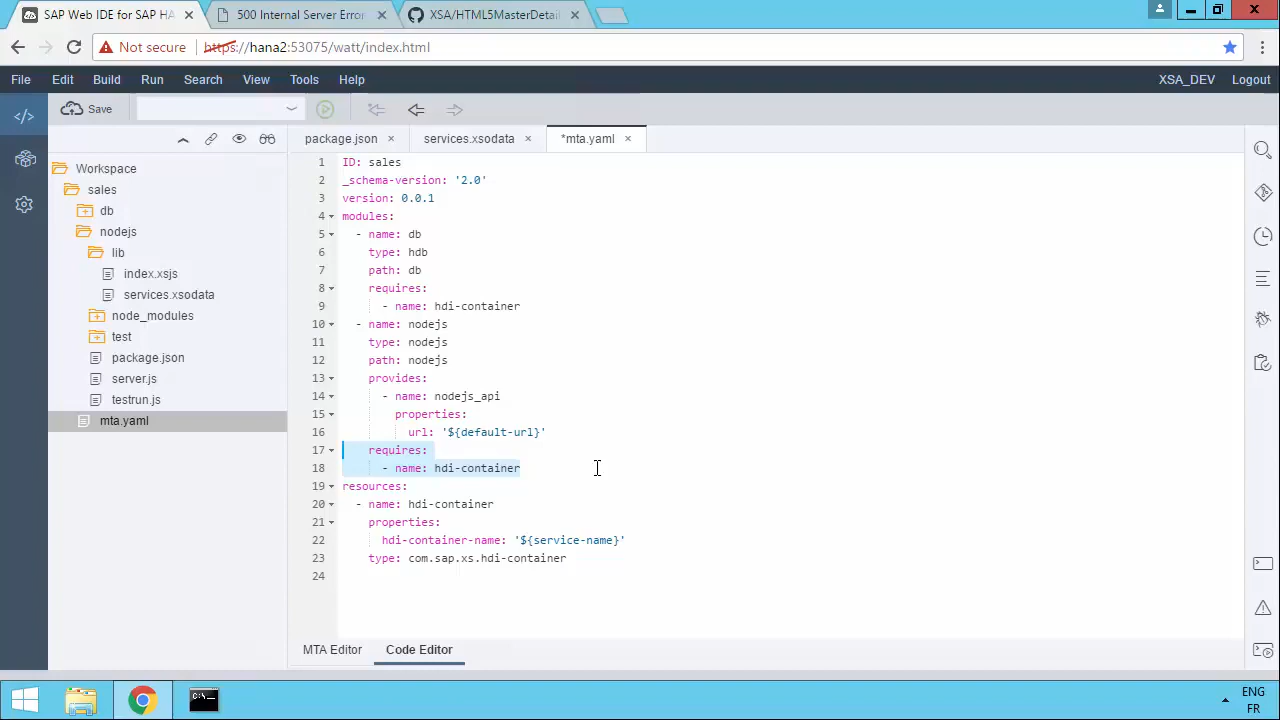 SAP Web IDE for SAP HA
500 Internal Server Erro
XSA/HTML5MasterDetail
Not secure
https://hana2:53075/watt/index.html
File Edit Build Run Search View Tools Help
XSA_DEV Logout
</> Save
package.json × services.xsodata × *mta.yaml ×
Workspace
sales
db
nodejs
lib
index.xsjs
services.xsodata
node_modules
test
package.json
server.js
testrun.js
mta.yaml
1 ID: sales
2 _schema-version: '2.0'
3 version: 0.0.1
4 modules:
5 - name: db
6 type: hdb
7 path: db
8 requires:
9 - name: hdi-container
10 - name: nodejs
11 type: nodejs
12 path: nodejs
13 provides:
14 - name: nodejs_api
15 properties:
16 url: '${default-url}'
17 requires:
18 - name: hdi-container
19 resources:
20 - name: hdi-container
21 properties:
22 hdi-container-name: '${service-name}'
23 type: com.sap.xs.hdi-container
24
MTA Editor Code Editor
C:\.
ENG
FR